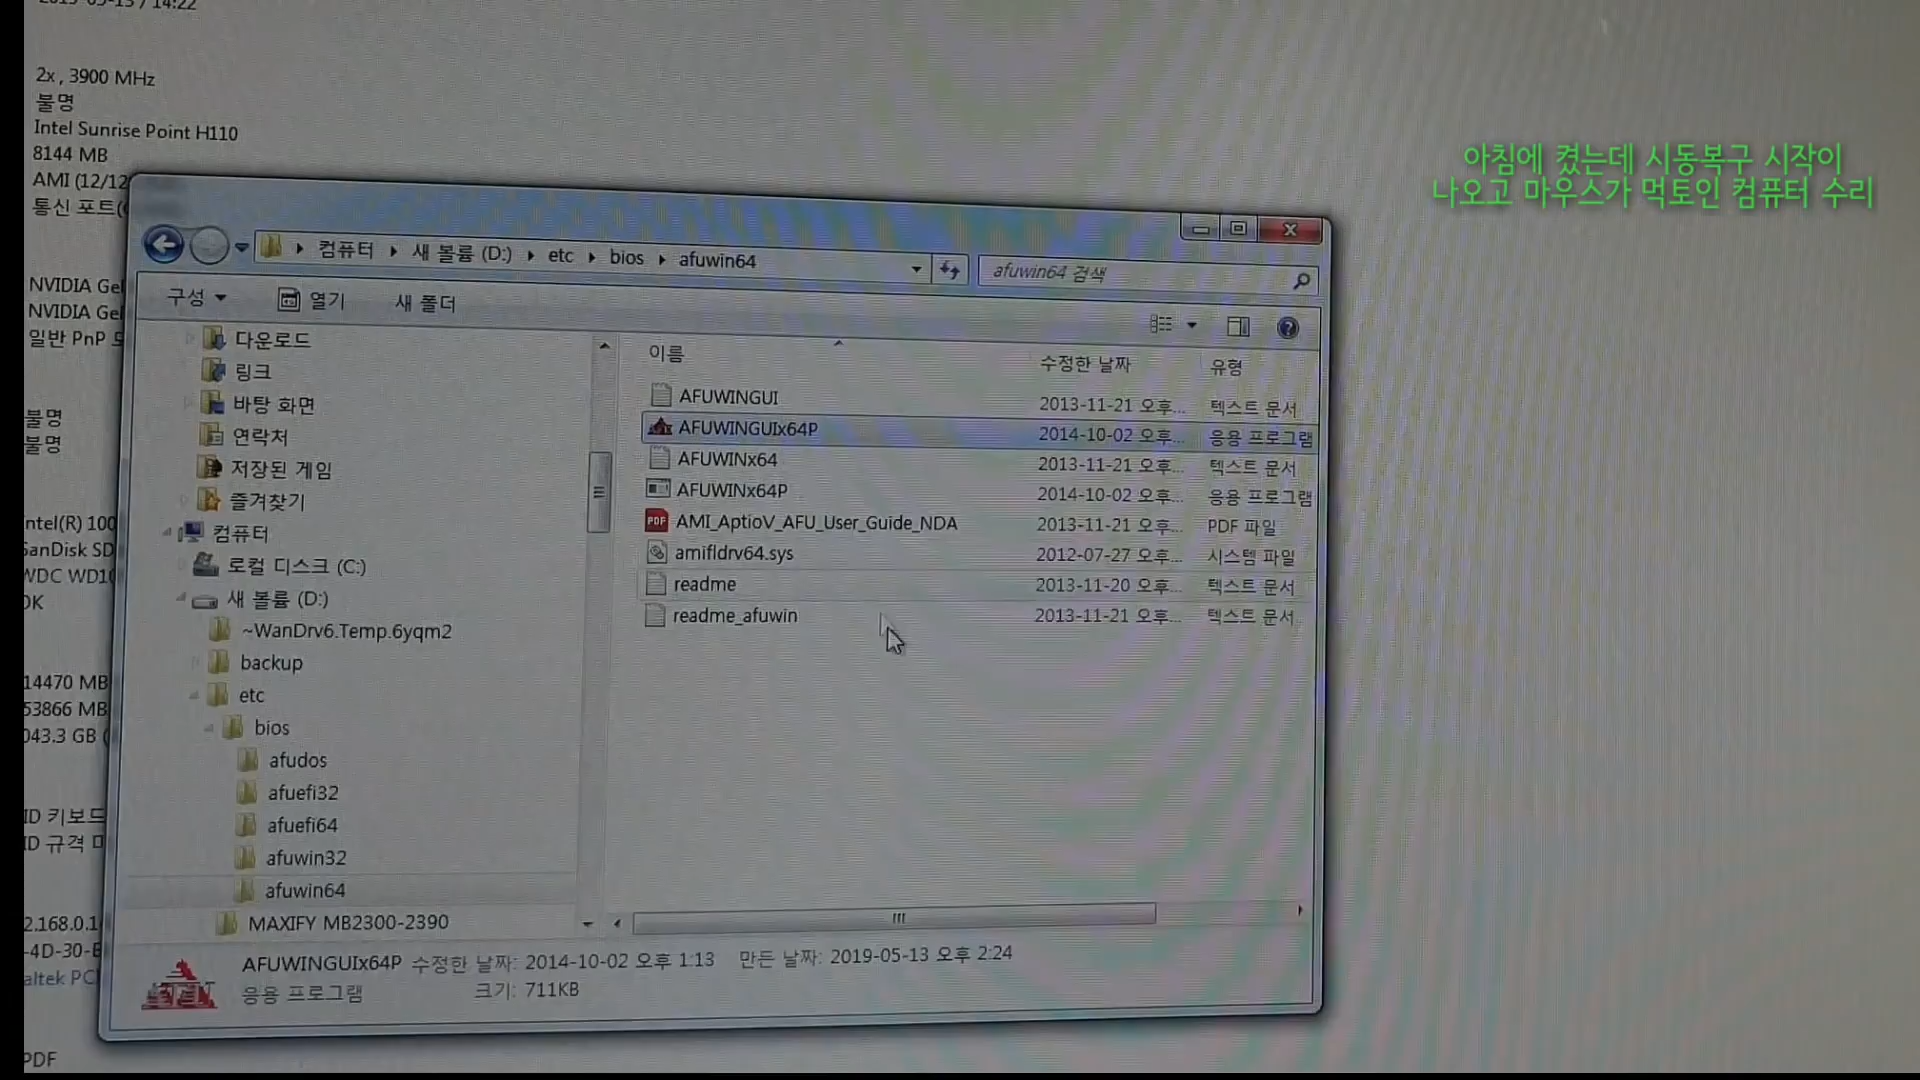 2x , 3900 MHz
불명
Intel Sunrise Point H110
8144 MB
AMI (12/12
통신 포트(
NVIDIA Gel
NVIDIA Gel
일반 PnP 모
불명
불명
ntel(R) 100
SanDisk SD
WDC WD10
OK
14470 MB
53866 MB
043.3 GB (
ID 키보드
ID 규격 마
2.168.0.1
-4D-30-E
altek PC
PDF
아침에 켰는데 시동복구 시작이
나오고 마우스가 먹토인 컴퓨터 수리
컴퓨터 새 볼륨 (D:) etc bios afuwin64
afuwin64 검색
구성 열기 새 폴더
다운로드
링크
바탕 화면
연락처
저장된 게임
즐겨찾기
컴퓨터
로컬 디스크 (C:)
새 볼륨 (D:)
~WanDrv6.Temp.6yqm2
backup
etc
bios
afudos
afuefi32
afuefi64
afuwin32
afuwin64
MAXIFY MB2300-2390
이름 수정한 날짜 유형
AFUWINGUI 2013-11-21 오후... 텍스트 문서
AFUWINGUIx64P 2014-10-02 오후... 응용 프로그램
AFUWINx64 2013-11-21 오후... 텍스트 문서
AFUWINx64P 2014-10-02 오후... 응용 프로그램
PDF AMI_AptioV_AFU_User_Guide_NDA 2013-11-21 오후... PDF 파일
amifldrv64.sys 2012-07-27 오후... 시스템 파일
readme 2013-11-20 오후... 텍스트 문서
readme_afuwin 2013-11-21 오후... 텍스트 문서
AFUWINGUIx64P 수정한 날짜: 2014-10-02 오후 1:13 만든 날짜: 2019-05-13 오후 2:24
응용 프로그램 크기: 711KB